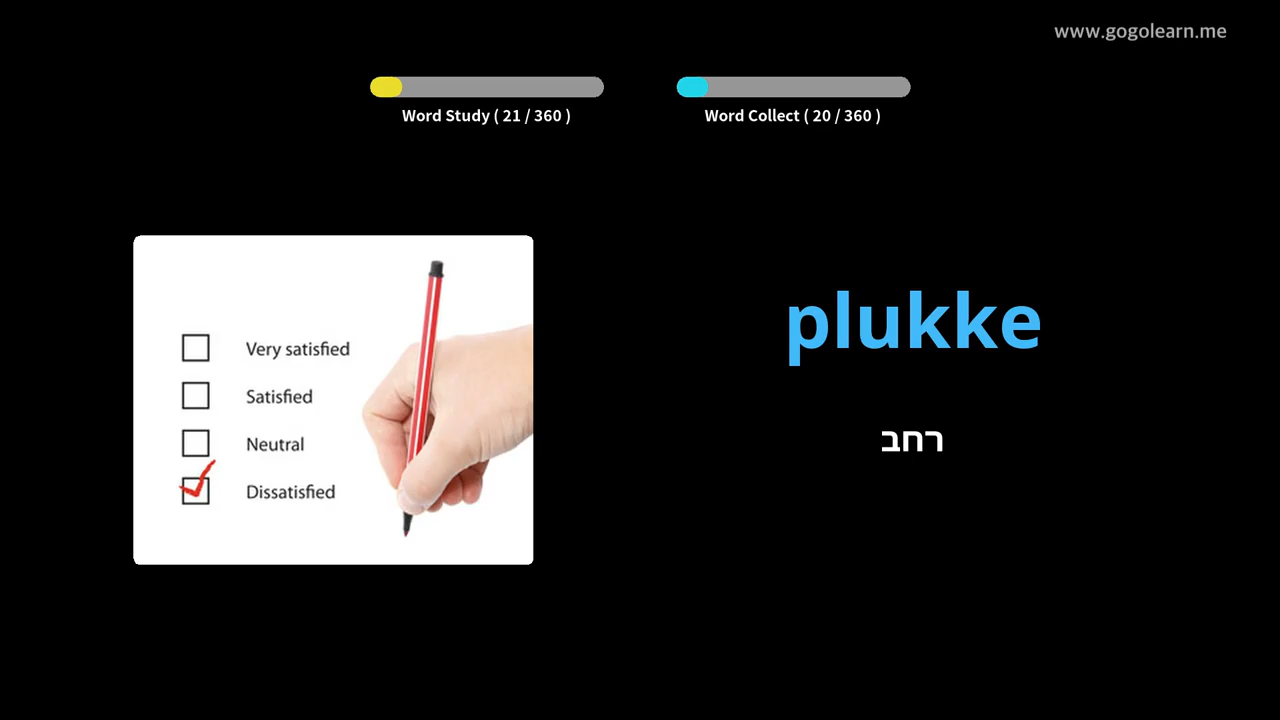 www.gogolearn.me
Word Study ( 21 / 360 )
Word Collect ( 20 / 360 )
Very satisfied
Satisfied
Neutral
Dissatisfied
plukke
רחב